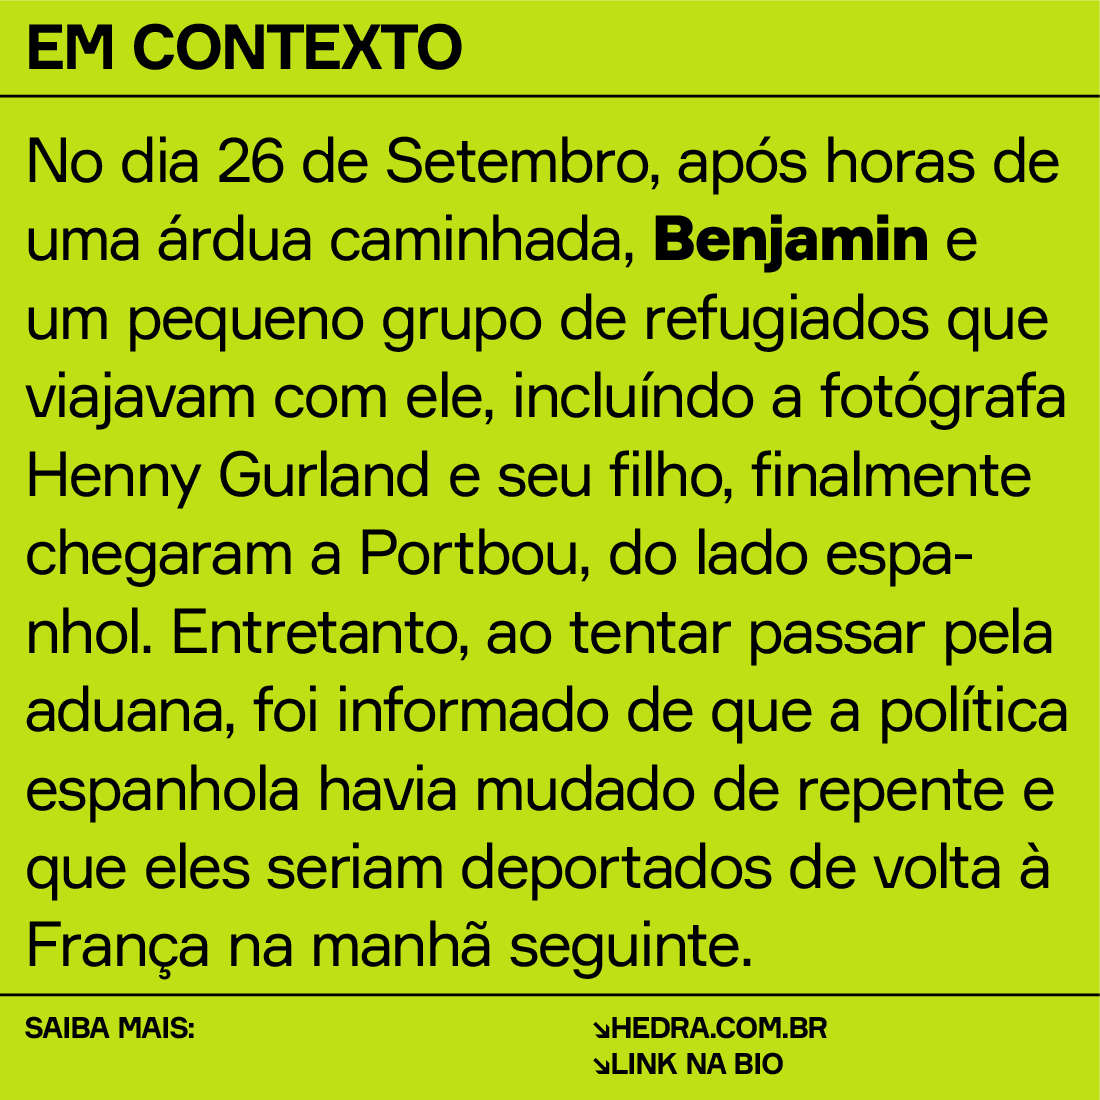 EM CONTEXTO
No dia 26 de Setembro, após horas de
uma árdua caminhada, Benjamin e
um pequeno grupo de refugiados que
viajavam com ele, incluíndo a fotógrafa
Henny Gurland e seu filho, finalmente
chegaram a Portbou, do lado espa-
nhol. Entretanto, ao tentar passar pela
aduana, foi informado de que a política
espanhola havia mudado de repente e
que eles seriam deportados de volta à
França na manhã seguinte.
SAIBA MAIS:
↘HEDRA.COM.BR
↘LINK NA BIO